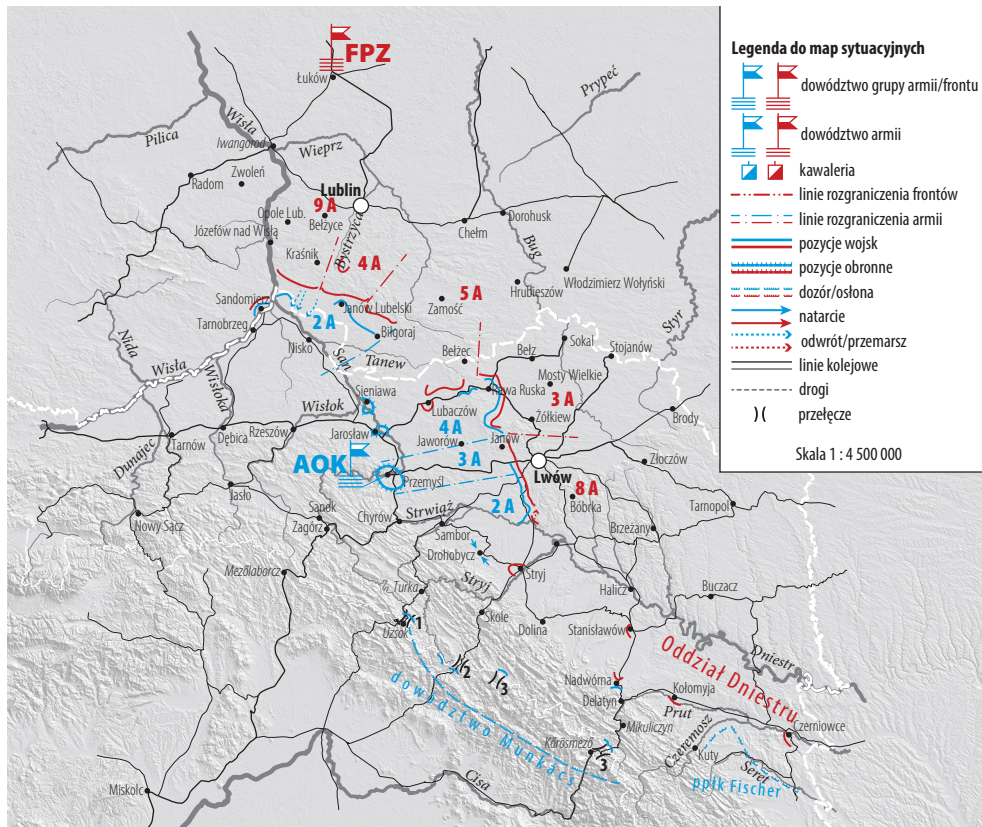 FPZ
Łuków
Prypeć
Wisła
Pilica
Iwangorod
Wieprz
Radom
Zwoleń
Lublin
9 A
Opole Lub.
Bełżyce
Bystrzyca
Dorohusk
Józefów nad Wisłą
Chełm
Bug
Kraśnik
4 A
Włodzimierz Wołyński
5 A
Hrubieszów
Sandomierz
Janów Lubelski
Zamość
Styr
Tarnobrzeg
2 A
Biłgoraj
Nida
Nisko
San
Tanew
Bełżec
Bełz
Sokal
Stojanów
Wisła
Wisłoka
Sieniawa
Rawa Ruska
Mosty Wielkie
3 A
Wisłok
Lubaczów
Brody
Żółkiew
Dunajec
Tarnów
Dębica
Rzeszów
Jarosław
4 A
Jaworów
Janów
AOK
3 A
Lwów
Złoczów
Przemyśl
Jasło
8 A
Bóbrka
2 A
Tarnopol
Nowy Sącz
Sanok
Zagórz
Chyrów
Strwiąż
Brzeżany
Sambor
Drohobycz
Mezőlaborcz
Stryj
Stryj
Turka
Halicz
Buczacz
Skole
Dolina
Uzsok
1
Stanisławów
Dniestr
Oddział Dniestru
2
3
Nadwórna
Delatyn
Kołomyja
Prut
dowództwo Munkács
Mikuliczyn
Czeremosz
Czerniowce
Kőrösmező
3
Kuty
Seret
ppłk Fischer
Cisa
Miskolc
Legenda do map sytuacyjnych
dowództwo grupy armii/frontu
dowództwo armii
kawaleria
linie rozgraniczenia frontów
linie rozgraniczenia armii
pozycje wojsk
pozycje obronne
dozór/osłona
natarcie
odwrót/przemarsz
linie kolejowe
drogi
przełęcze
Skala 1 : 4 500 000